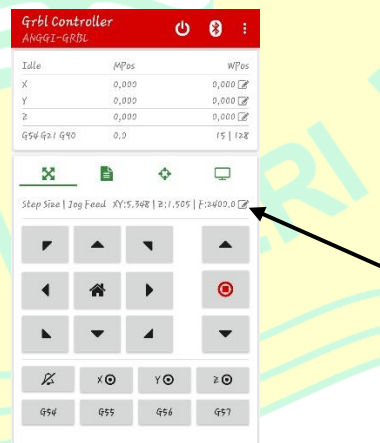 Grbl Controller
ANGGI-GRBL
Idle MPos WPos
X 0,000 0,000
Y 0,000 0,000
Z 0,000 0,000
G54 G21 G90 0,0 15 | 128
Step Size | Jog Feed XY:5,348 | Z:1,505 | F:2400,0
X Y Z
G54 G55 G56 G57